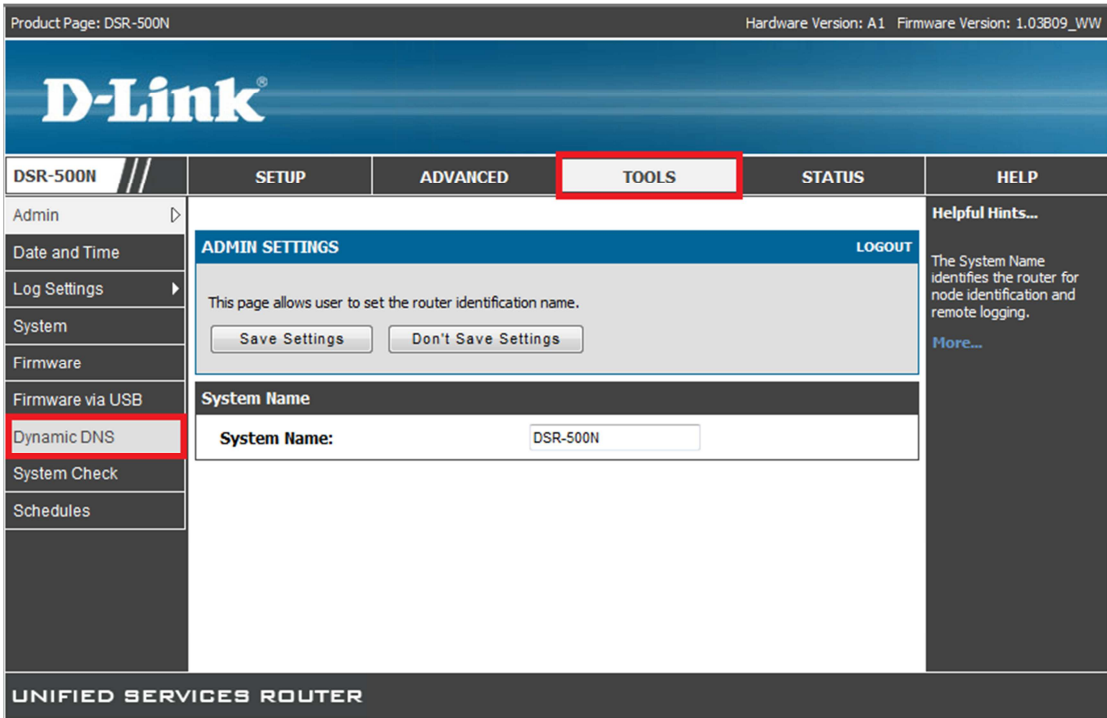 Product Page: DSR-500N
Hardware Version: A1 Firmware Version: 1.03B09_WW
D-Link®
DSR-500N
SETUP
ADVANCED
TOOLS
STATUS
HELP
Admin
Date and Time
Log Settings
System
Firmware
Firmware via USB
Dynamic DNS
System Check
Schedules
ADMIN SETTINGS
LOGOUT
This page allows user to set the router identification name.
Save Settings
Don't Save Settings
System Name
System Name:
DSR-500N
Helpful Hints...
The System Name
identifies the router for
node identification and
remote logging.
More...
UNIFIED SERVICES ROUTER